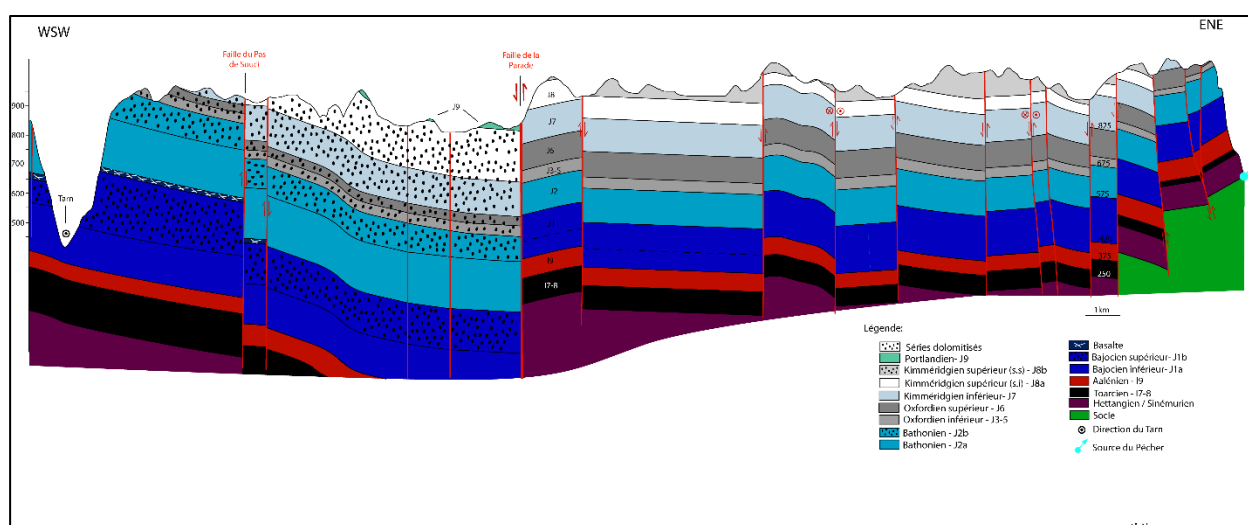 WSW
ENE
Faille du Pas
de Souci
Faille de la
Parade
900
800
700
600
500
Tarn
J9
J8
J7
J6
J3-5
J2
J1
I9
I7-8
875
675
575
375
250
1km
Légende:
Séries dolomitisés
Portlandien- J9
Kimméridgien supérieur (s.s) - J8b
Kimméridgien supérieur (s.i) - J8a
Kimméridgien inférieur- J7
Oxfordien supérieur - J6
Oxfordien inférieur - J3-5
Bathonien - J2b
Bathonien - J2a
Basalte
Bajocien supérieur- J1b
Bajocien inférieur- J1a
Aalénien - I9
Toarcien - I7-8
Hettangien / Sinémurien
Socle
Direction du Tarn
Source du Pêcher